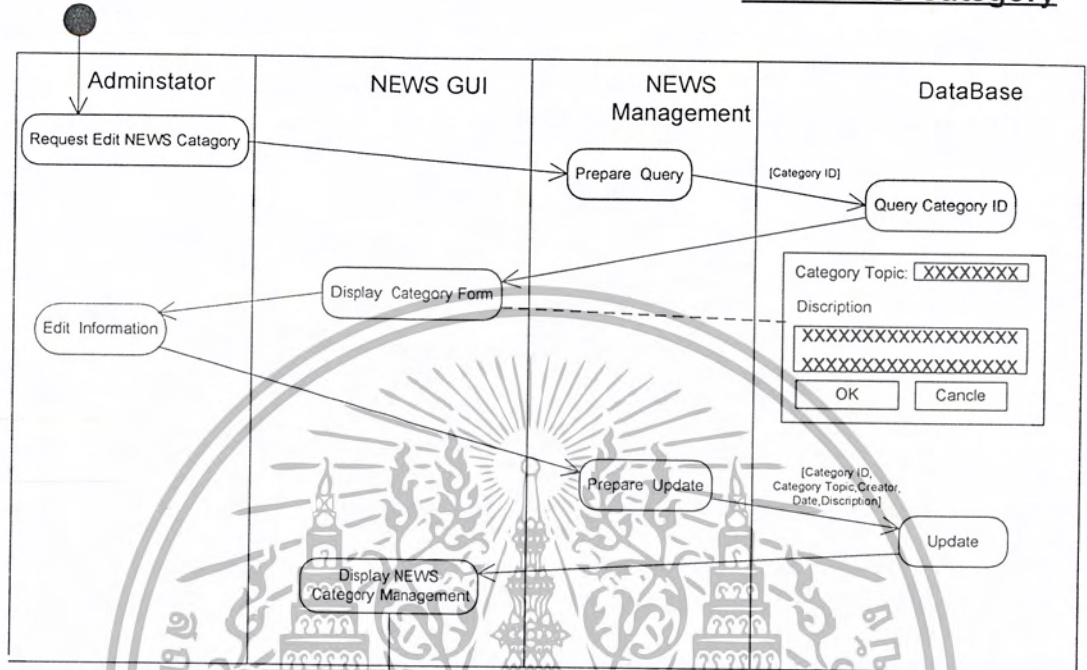 Category
Adminstator
NEWS GUI
NEWS
Management
DataBase
Request Edit NEWS Catagory
Prepare Query
[Category ID]
Query Category ID
Display Category Form
Category Topic: XXXXXXXX
Discription
XXXXXXXXXXXXXXXXXX
XXXXXXXXXXXXXXXXXX
OK
Cancle
Edit Information
Prepare Update
[Category ID,
Category Topic,Creator,
Date,Discription]
Update
Display NEWS
Category Management